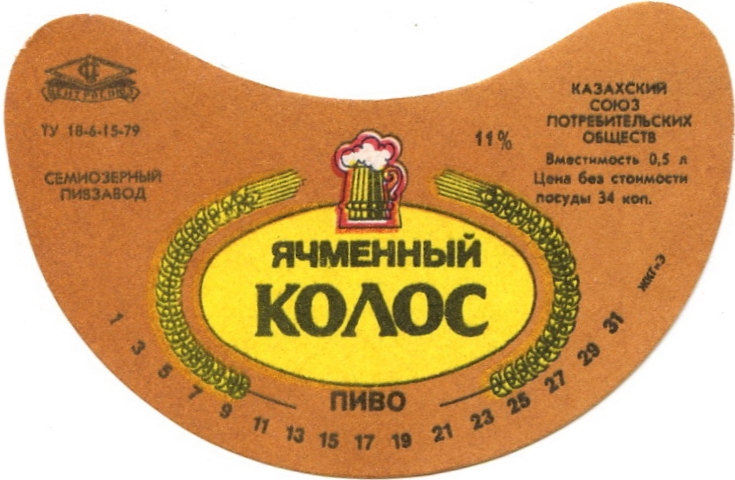 ЦЕНТРОСОЮЗ
ТУ 18-6-15-79
СЕМИОЗЕРНЫЙ
ПИВЗАВОД
11%
КАЗАХСКИЙ
СОЮЗ
ПОТРЕБИТЕЛЬСКИХ
ОБЩЕСТВ
Вместимость 0,5 л
Цена без стоимости
посуды 34 коп.
ЯЧМЕННЫЙ
КОЛОС
ПИВО
1 3 5 7 9 11 13 15 17 19 21 23 25 27 29 31